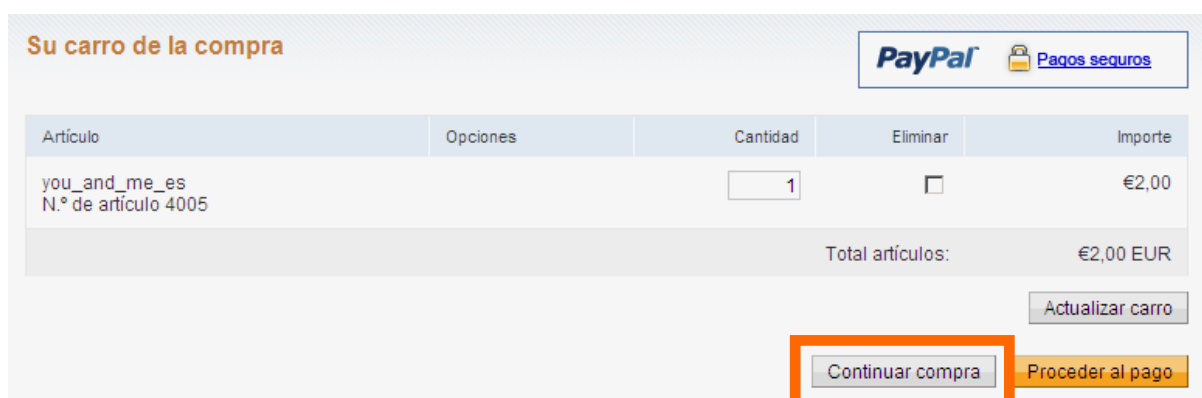 Su carro de la compra
PayPal Pagos seguros
Artículo Opciones Cantidad Eliminar Importe
you_and_me_es 1 €2,00
N.º de artículo 4005
Total artículos: €2,00 EUR
Actualizar carro
Continuar compra Proceder al pago